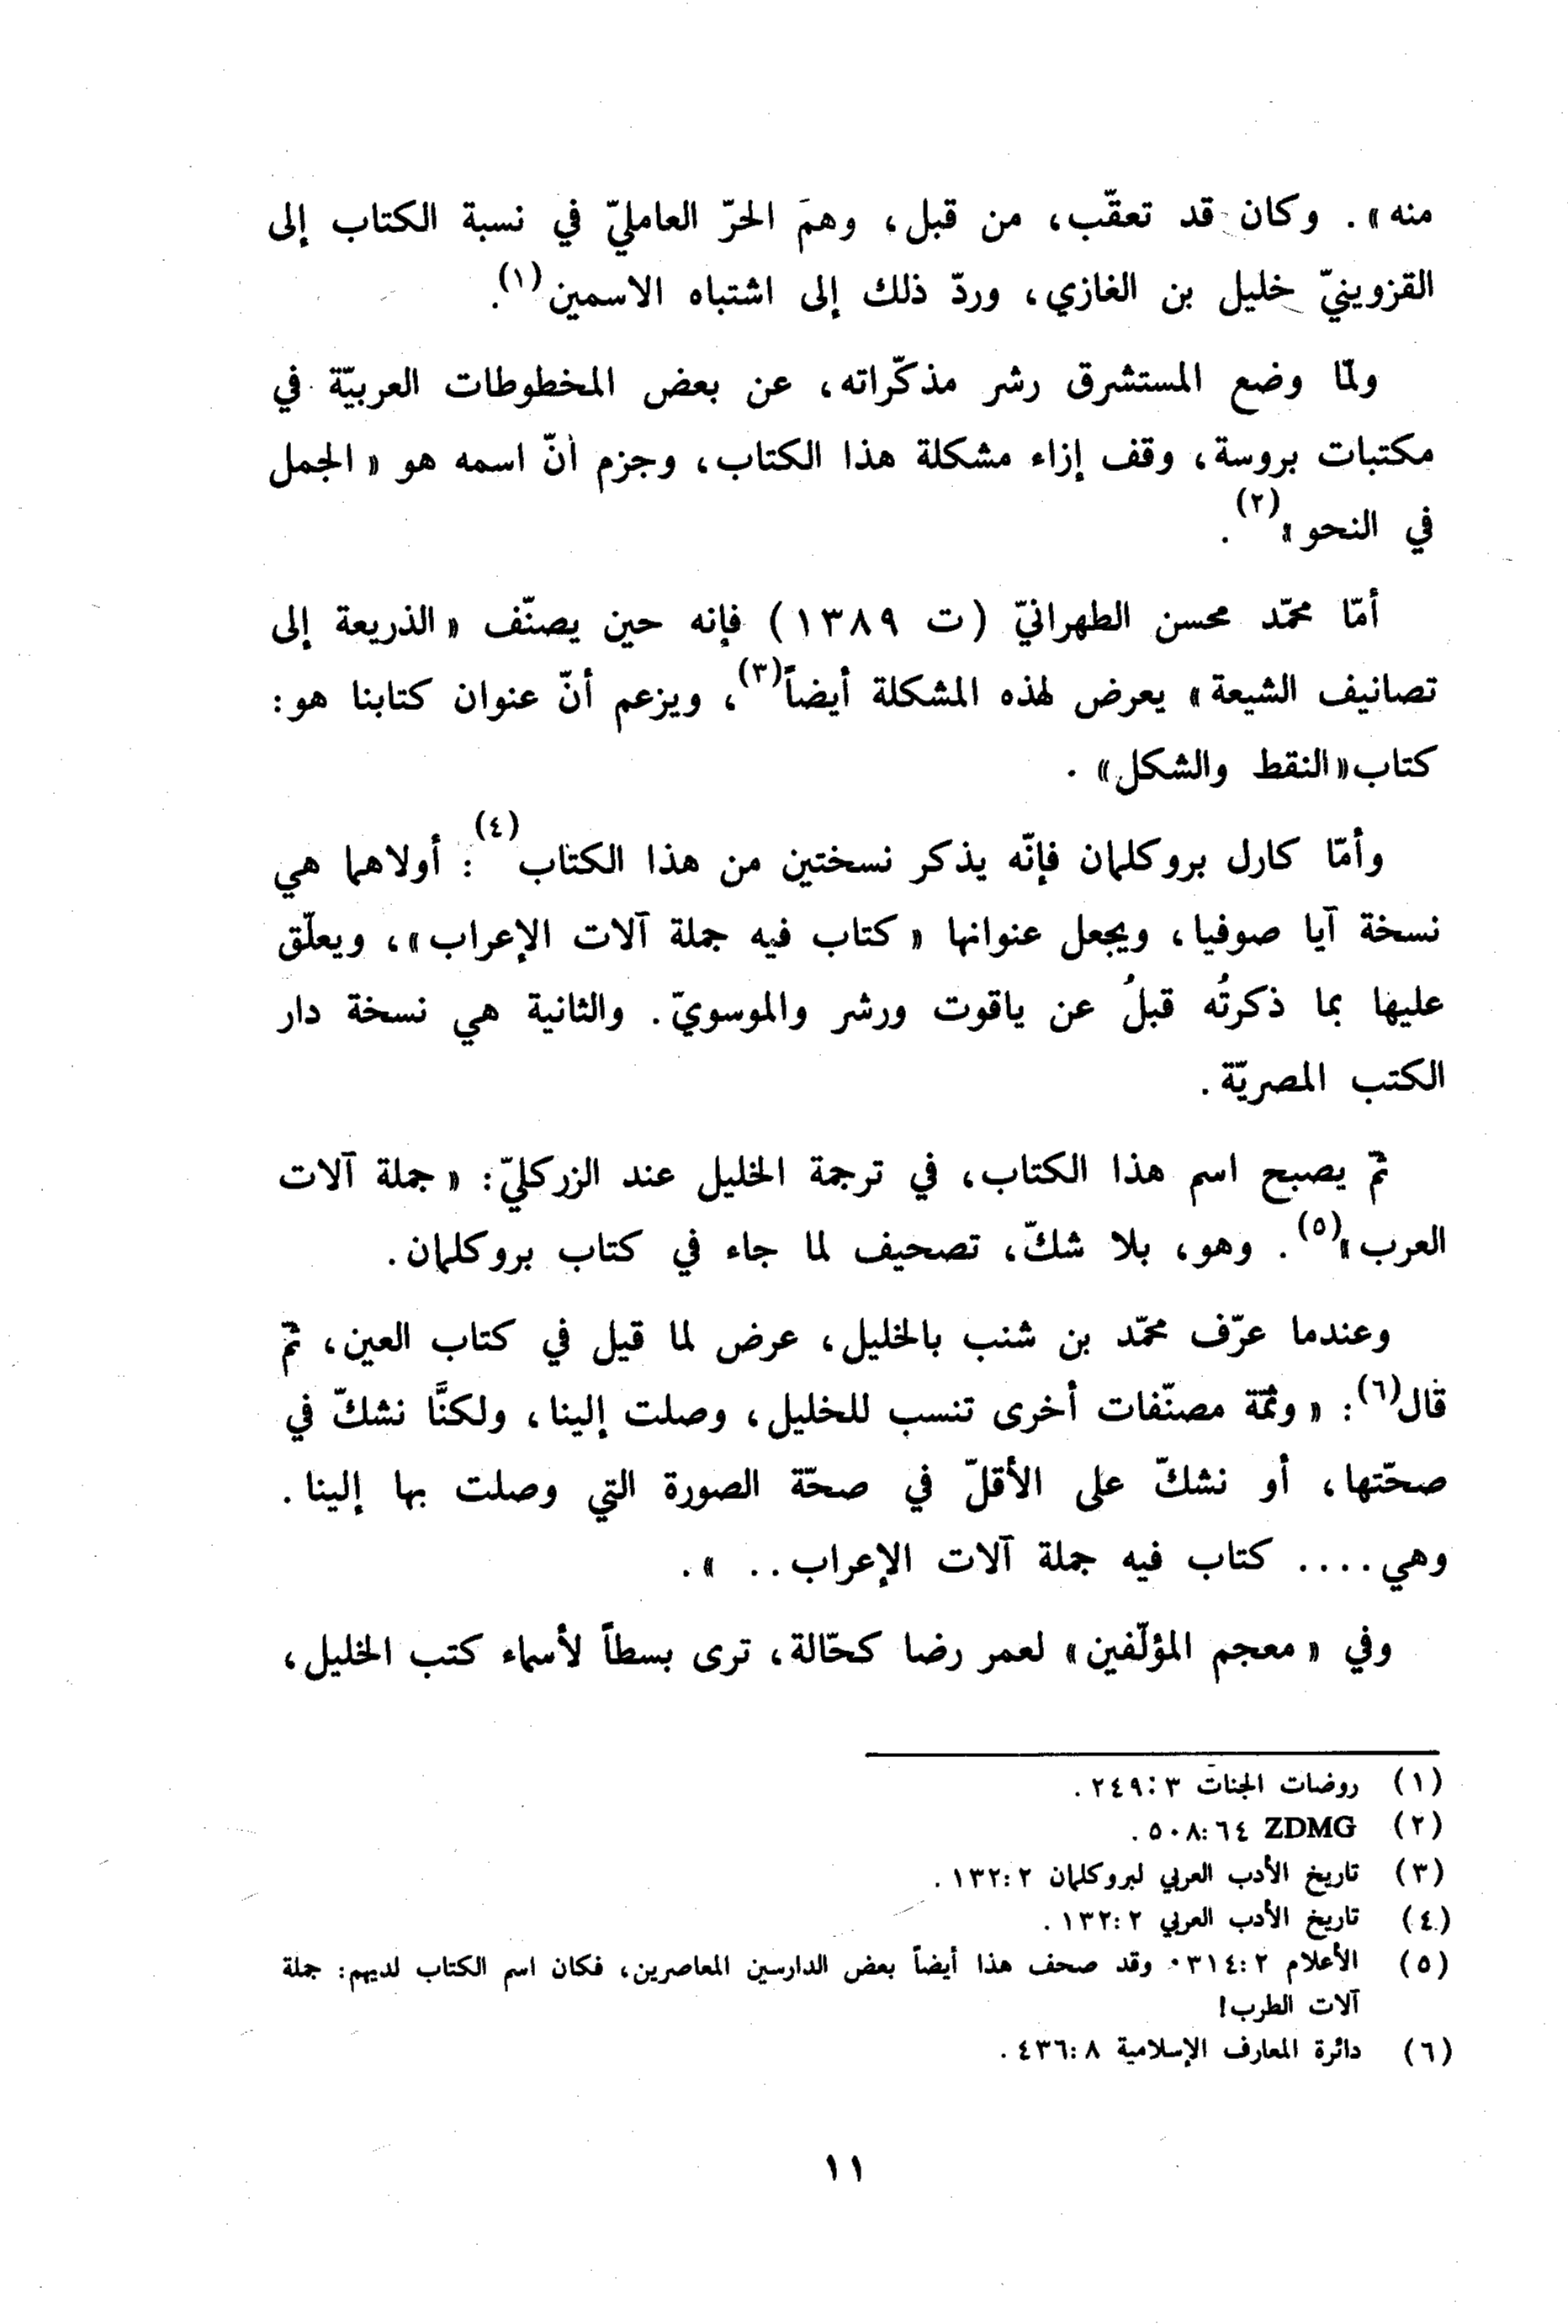 منه». وكان قد تعقّب، من قبل، وهمَ الحرّ العامليّ في نسبة الكتاب إلى
القزوينيّ خليل بن الغازي، وردّ ذلك إلى اشتباه الاسمين(١).
ولمّا وضع المستشرق رشر مذكّراته، عن بعض المخطوطات العربيّة في
مكتبات بروسة، وقف إزاء مشكلة هذا الكتاب، وجزم أنّ اسمه هو «الجمل
في النحو»(٢).
أمّا محمّد محسن الطهرانيّ (ت ١٣٨٩) فإنه حين يصنّف «الذريعة إلى
تصانيف الشيعة» يعرض لهذه المشكلة أيضاً(٣)، ويزعم أنّ عنوان كتابنا هو:
كتاب «النقط والشكل».
وأمّا كارل بروكلمان فإنّه يذكر نسختين من هذا الكتاب(٤): أولاهما هي
نسخة آيا صوفيا، ويجعل عنوانها «كتاب فيه جملة آلات الإعراب»، ويعلّق
عليها بما ذكرتُه قبلُ عن ياقوت ورشر والموسويّ. والثانية هي نسخة دار
الكتب المصريّة.
ثمّ يصبح اسم هذا الكتاب، في ترجمة الخليل عند الزركليّ: «جملة آلات
العرب»(٥). وهو، بلا شكّ، تصحيف لما جاء في كتاب بروكلمان.
وعندما عرّف محمّد بن شنب بالخليل، عرض لما قيل في كتاب العين، ثمّ
قال(٦): «وثمّة مصنّفات أخرى تنسب للخليل، وصلت إلينا، ولكنَّا نشكّ في
صحّتها، أو نشكّ على الأقلّ في صحّة الصورة التي وصلت بها إلينا.
وهي.... كتاب فيه جملة آلات الإعراب.. ».
وفي «معجم المؤلّفين» لعمر رضا كحّالة، ترى بسطاً لأسماء كتب الخليل،
(١) روضات الجنات ٣: ٢٤٩.
(٢) ZDMG ٦٤: ٥٠٨.
(٣) تاريخ الأدب العربي لبروكلمان ٢: ١٣٢.
(٤) تاريخ الأدب العربي ٢: ١٣٢.
(٥) الأعلام ٢: ٣١٤. وقد صحف هذا أيضاً بعض الدارسين المعاصرين، فكان اسم الكتاب لديهم: جملة
آلات الطرب!
(٦) دائرة المعارف الإسلامية ٨: ٤٣٦.
١١